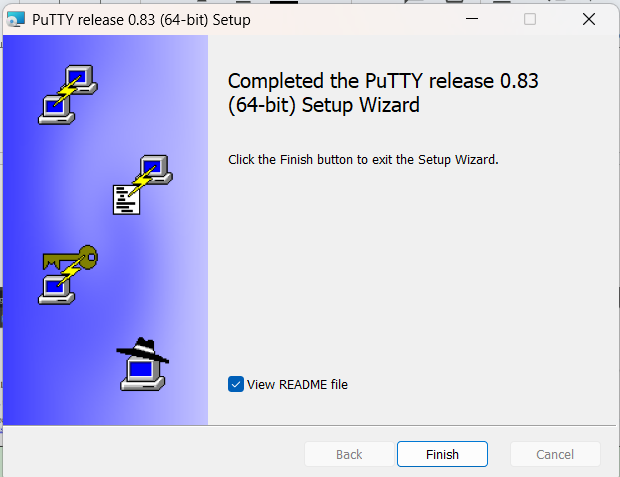 PuTTY release 0.83 (64-bit) Setup
Completed the PuTTY release 0.83
(64-bit) Setup Wizard
Click the Finish button to exit the Setup Wizard.
View README file
Back
Finish
Cancel